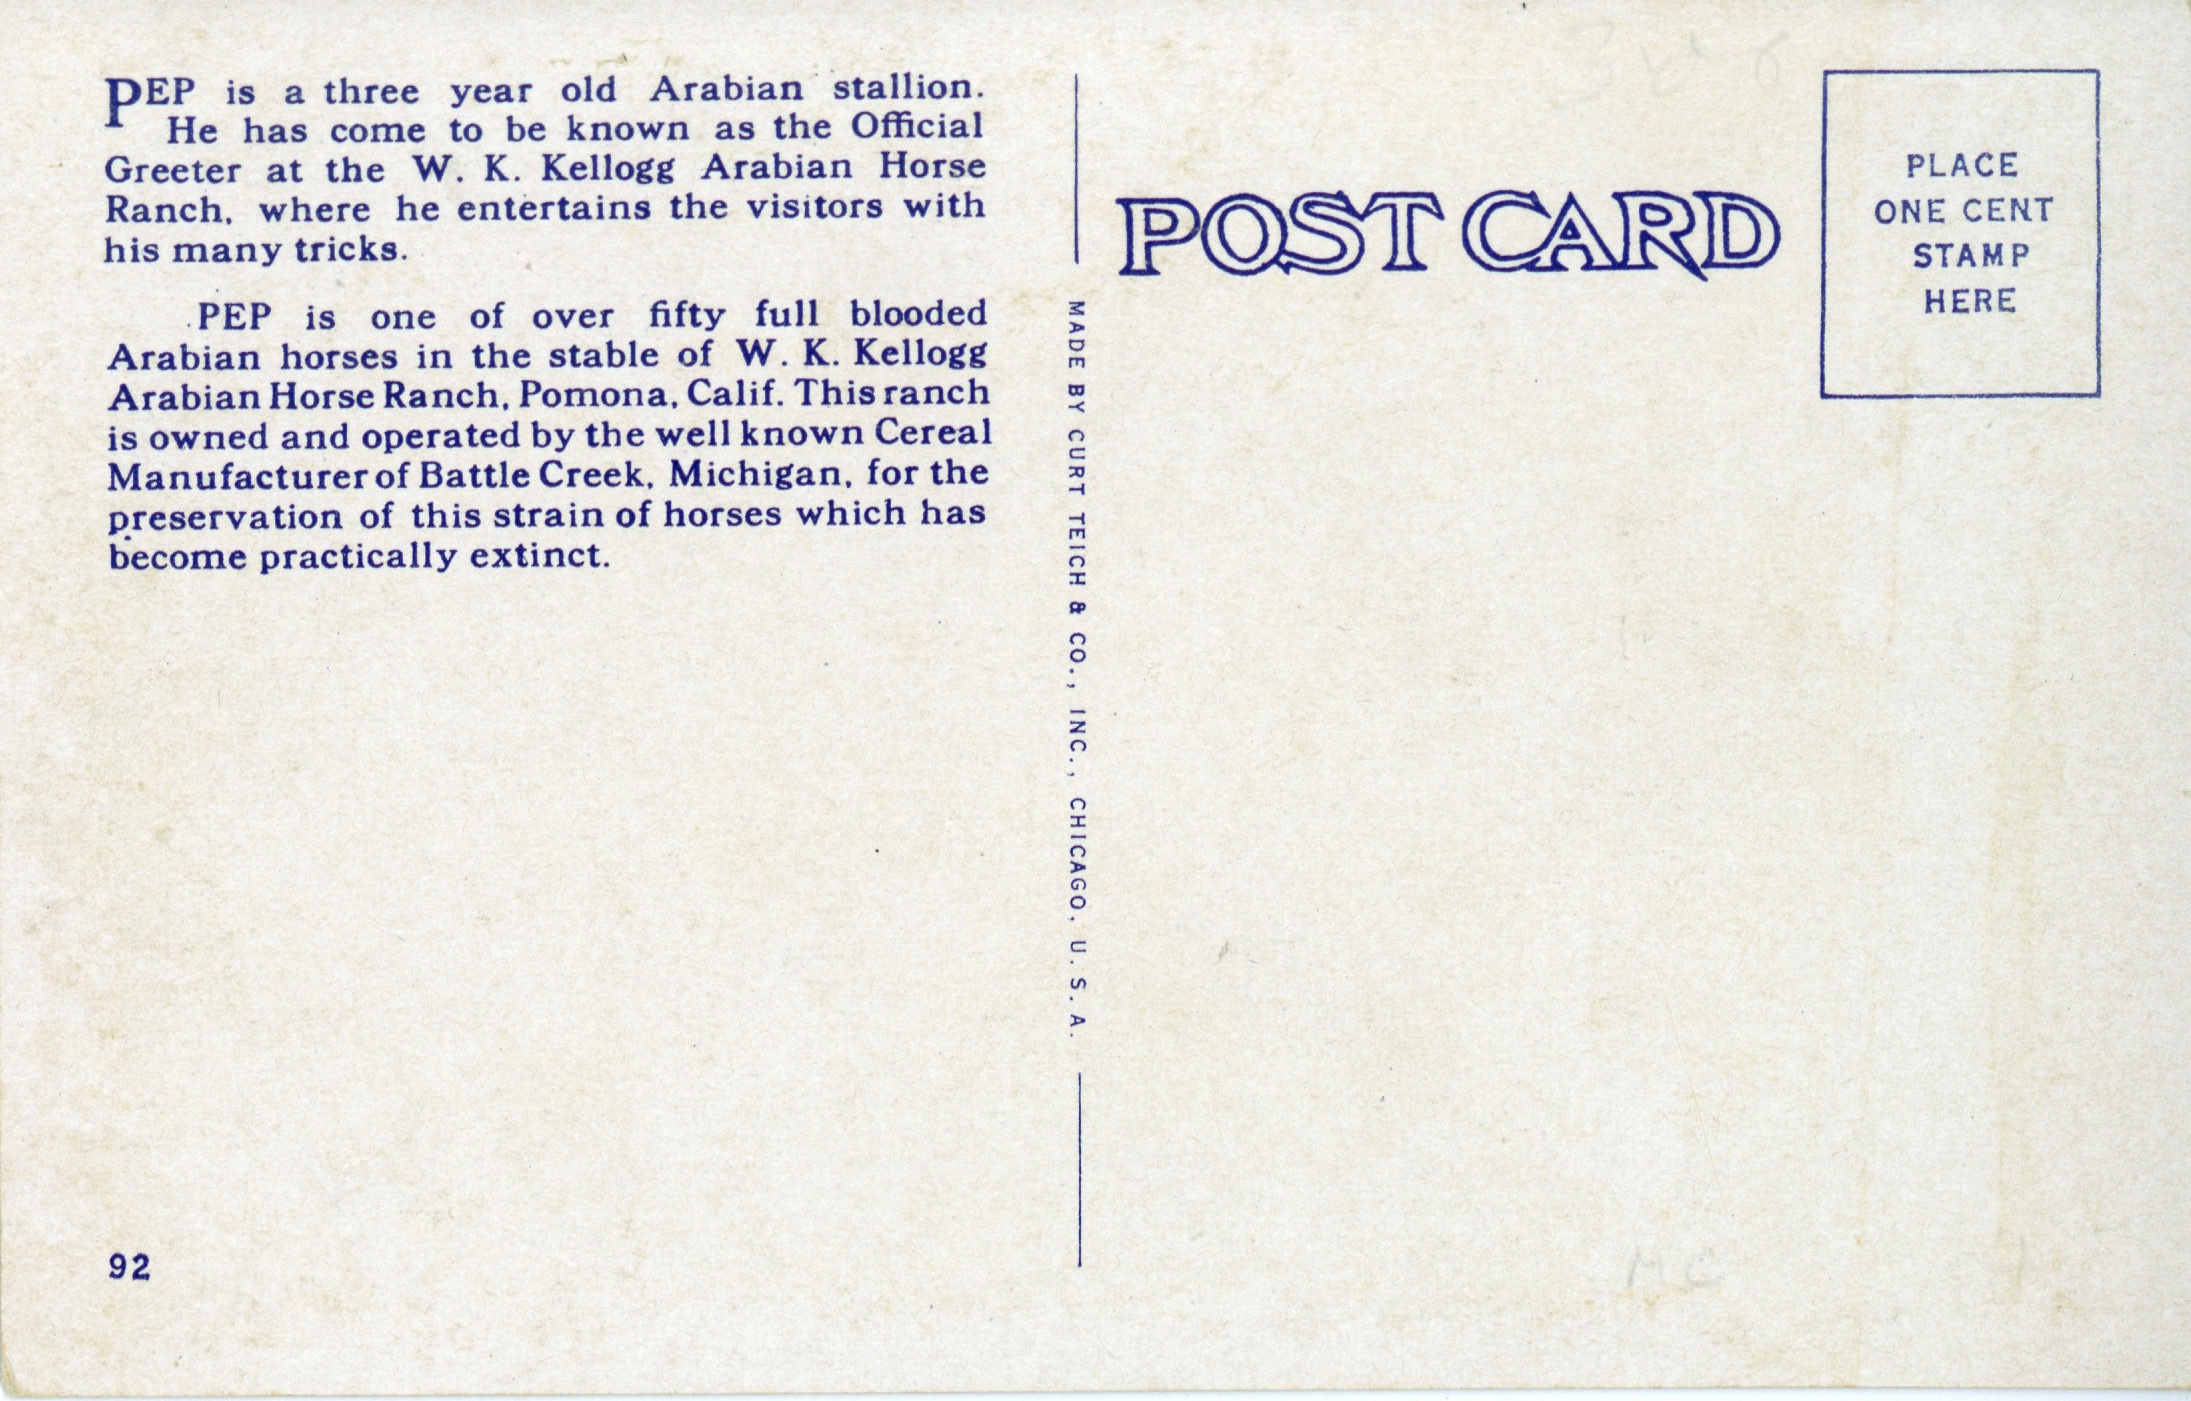 PEP is a three year old Arabian stallion.
He has come to be known as the Official
Greeter at the W. K. Kellogg Arabian Horse
Ranch, where he entertains the visitors with
his many tricks.
PEP is one of over fifty full blooded
Arabian horses in the stable of W. K. Kellogg
Arabian Horse Ranch, Pomona, Calif. This ranch
is owned and operated by the well known Cereal
Manufacturer of Battle Creek, Michigan, for the
preservation of this strain of horses which has
become practically extinct.
92
MADE BY CURT TEICH & CO., INC., CHICAGO, U. S. A.
POST CARD
PLACE
ONE CENT
STAMP
HERE